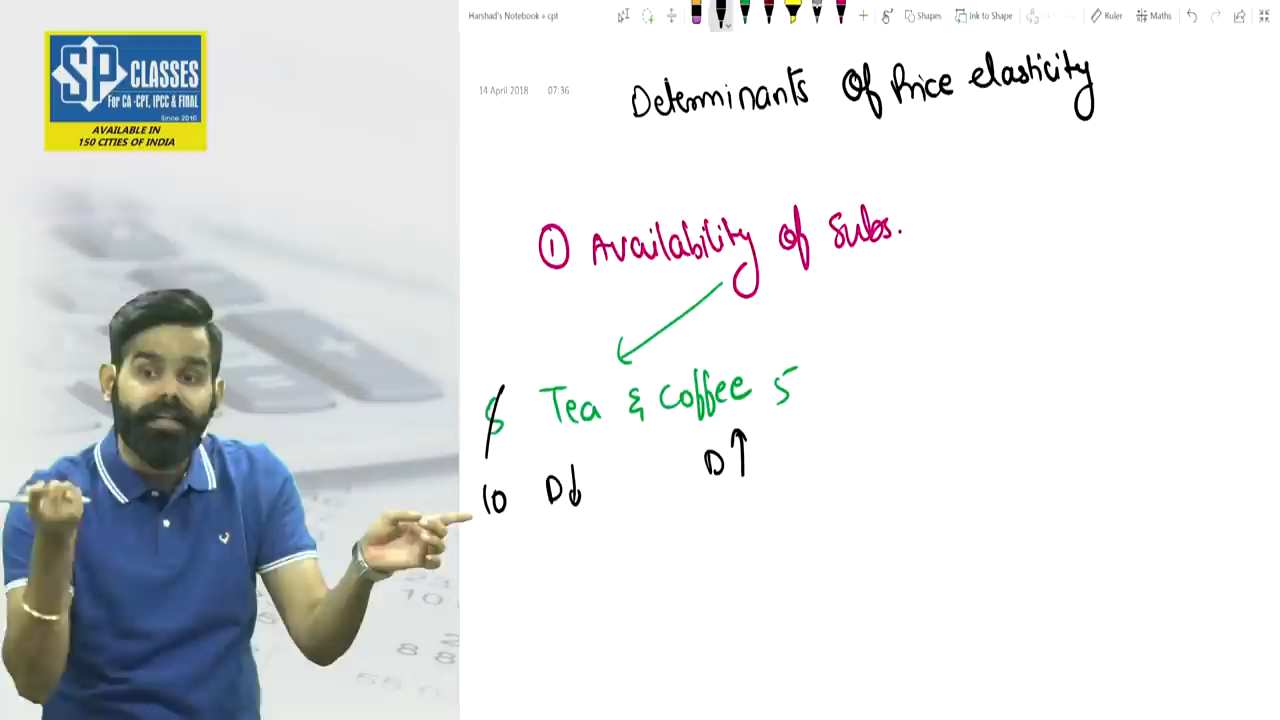 SP CLASSES
For CA -CPT, IPCC & FINAL
Since 2010
AVAILABLE IN
150 CITIES OF INDIA
Harshad's Notebook » cpt
Shapes
Ink to Shape
Ruler
Maths
14 April 2018 07:36
Determinants Of Price elasticity
① Availability of Subs.
5 Tea & Coffee 5
10 D↓ D↑